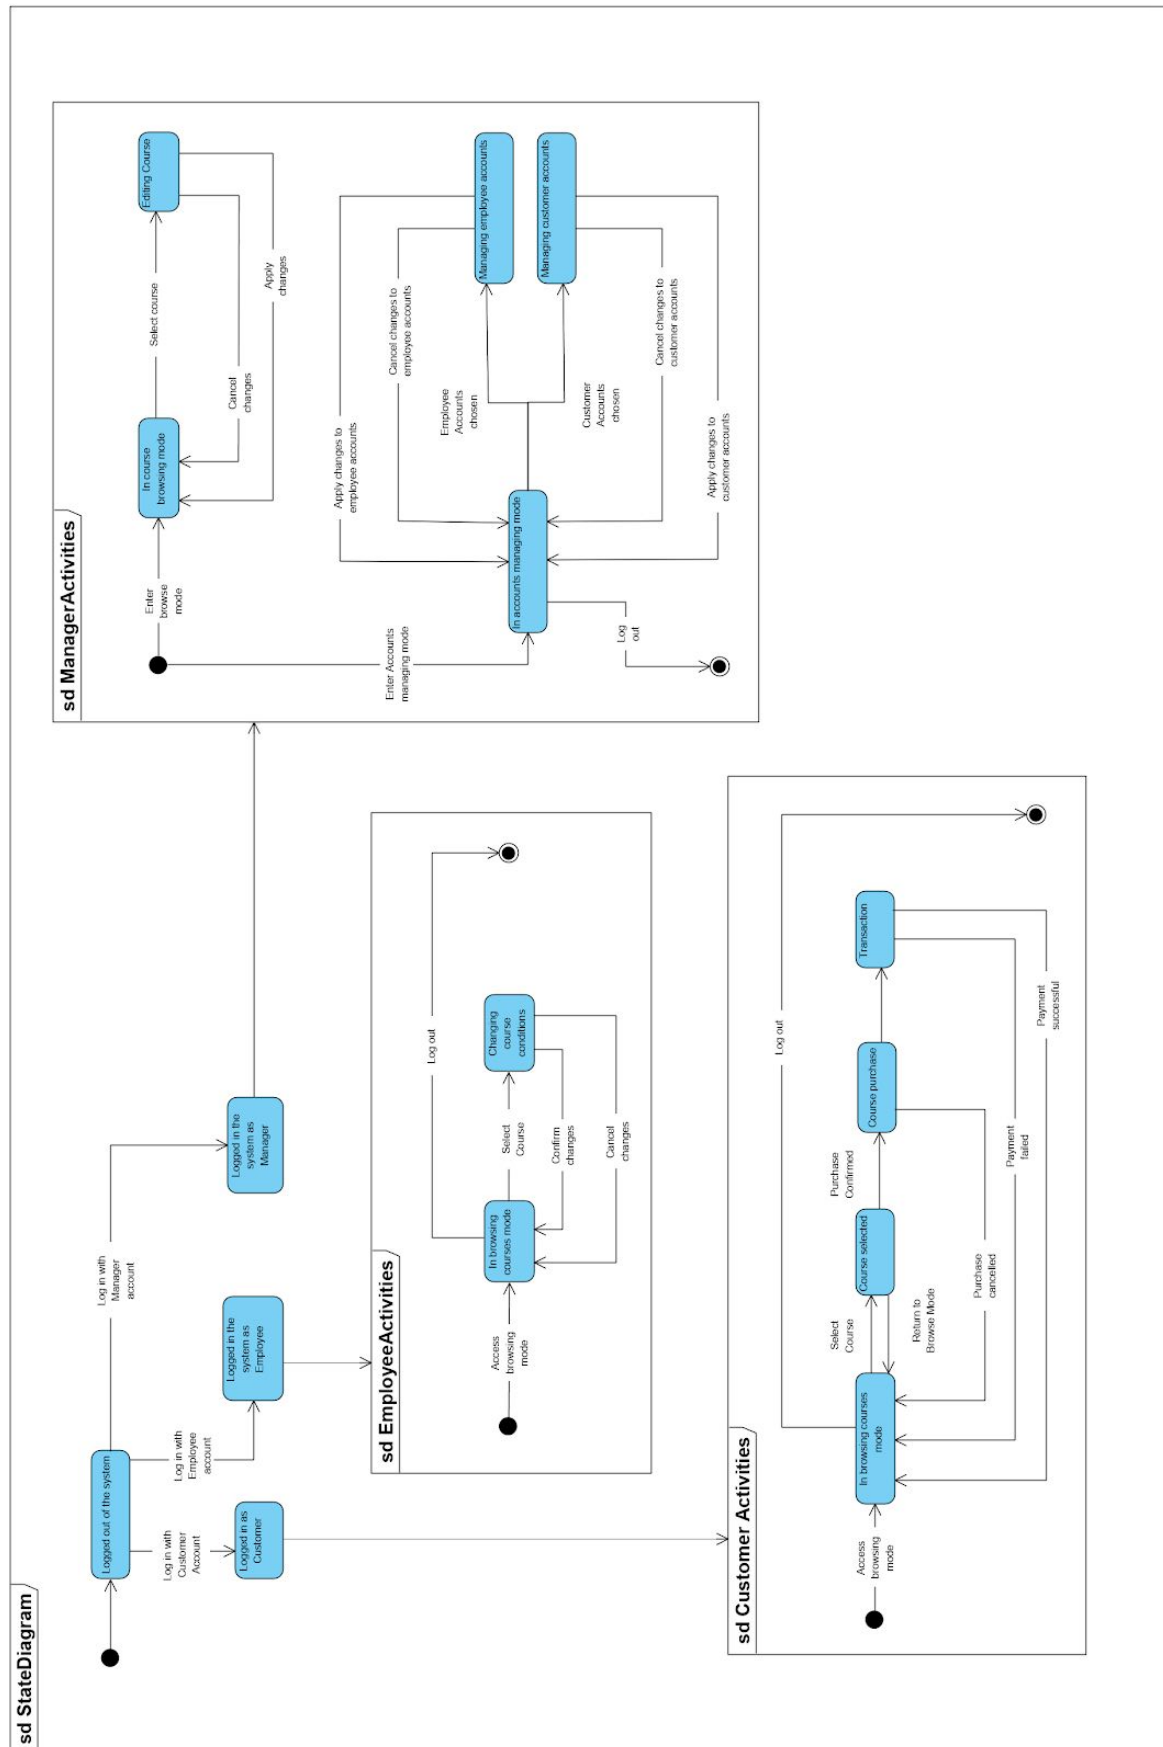 sd StateDiagram
Logged out of the system
Log in with
Customer
Account
Logged in as
Customer
Log in with
Employee
account
Logged in the
system as
Employee
Log in with
Manager
account
Logged in the
system as
Manager
sd ManagerActivities
Enter
browse
mode
In course
browsing mode
Select course
Editing Course
Cancel
changes
Apply
changes
Enter Accounts
managing mode
In accounts managing mode
Apply changes to
employee accounts
Cancel changes to
employee accounts
Employee
Accounts
chosen
Managing employee accounts
Managing customer accounts
Customer
Accounts
chosen
Cancel changes to
customer accounts
Apply changes to
customer accounts
Log
out
sd EmployeeActivities
Access
browsing
mode
In browsing
courses mode
Log out
Select
Course
Changing
course
conditions
Confirm
changes
Cancel
changes
sd Customer Activities
Access
browsing
mode
In browsing courses
mode
Log out
Select
Course
Return to
Browse Mode
Course selected
Purchase
Confirmed
Course purchase
Transaction
Purchase
cancelled
Payment
failed
Payment
successful